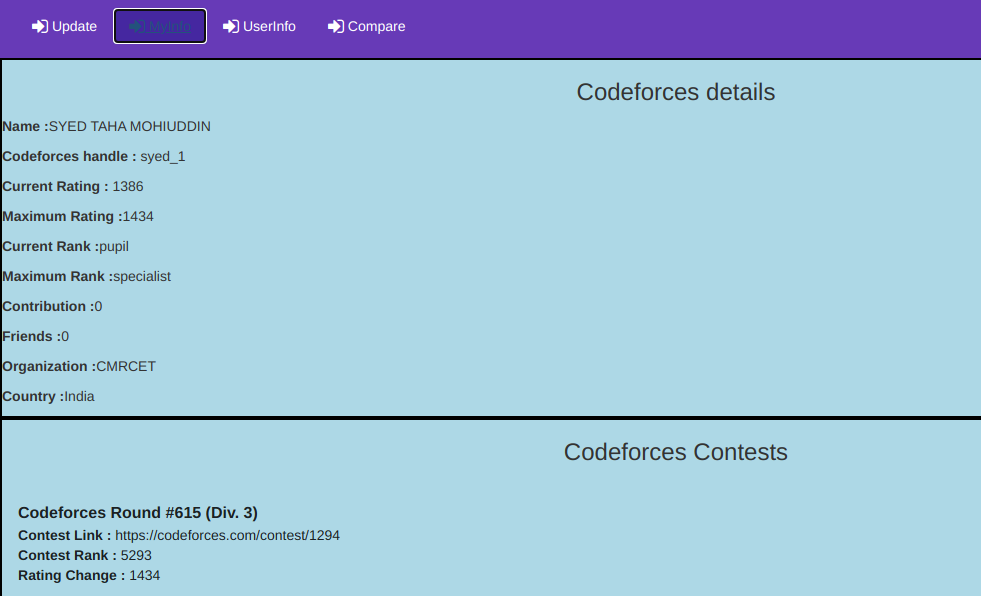 Update MyInfo UserInfo Compare
Codeforces details
Name :SYED TAHA MOHIUDDIN
Codeforces handle : syed_1
Current Rating : 1386
Maximum Rating :1434
Current Rank :pupil
Maximum Rank :specialist
Contribution :0
Friends :0
Organization :CMRCET
Country :India
Codeforces Contests
Codeforces Round #615 (Div. 3)
Contest Link : https://codeforces.com/contest/1294
Contest Rank : 5293
Rating Change : 1434